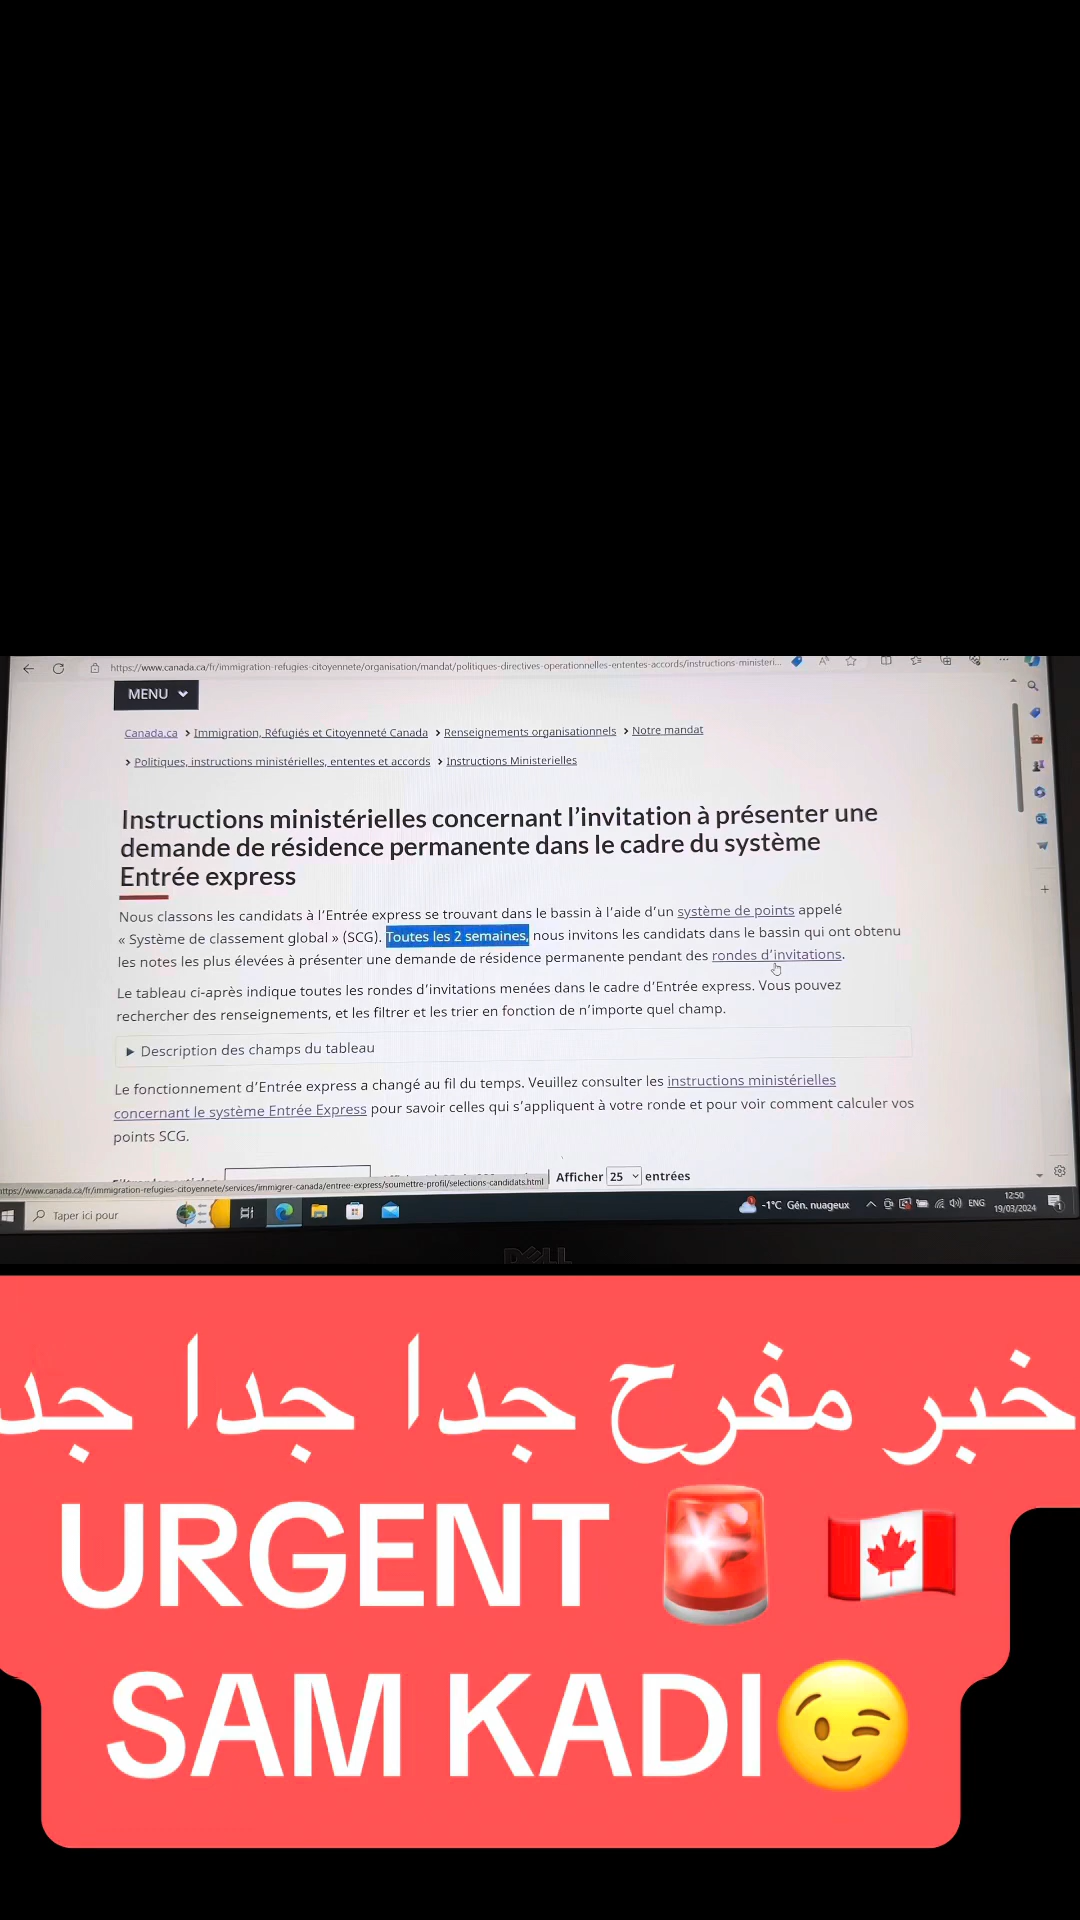 https://www.canada.ca/fr/immigration-refugies-citoyennete/organisation/mandat/politiques-directives-operationnelles-ententes-accords/instructions-ministeri...
MENU
Canada.ca > Immigration, Réfugiés et Citoyenneté Canada > Renseignements organisationnels > Notre mandat
> Politiques, instructions ministérielles, ententes et accords > Instructions Ministerielles
Instructions ministérielles concernant l'invitation à présenter une
demande de résidence permanente dans le cadre du système
Entrée express
Nous classons les candidats à l'Entrée express se trouvant dans le bassin à l'aide d'un système de points appelé
« Système de classement global » (SCG). Toutes les 2 semaines, nous invitons les candidats dans le bassin qui ont obtenu
les notes les plus élevées à présenter une demande de résidence permanente pendant des rondes d'invitations.
Le tableau ci-après indique toutes les rondes d'invitations menées dans le cadre d'Entrée express. Vous pouvez
rechercher des renseignements, et les filtrer et les trier en fonction de n'importe quel champ.
Description des champs du tableau
Le fonctionnement d'Entrée express a changé au fil du temps. Veuillez consulter les instructions ministérielles
concernant le système Entrée Express pour savoir celles qui s'appliquent à votre ronde et pour voir comment calculer vos
points SCG.
Afficher 25 entrées
https://www.canada.ca/fr/immigration-refugies-citoyennete/services/immigrer-canada/entree-express/soumettre-profil/selections-candidats.html
Taper ici pour
-1°C Gén. nuageux
ENG
12:50
19/03/2024
DELL
خبر مفرح جدا جدا جد
URGENT 🚨 🇨🇦
SAM KADI😉